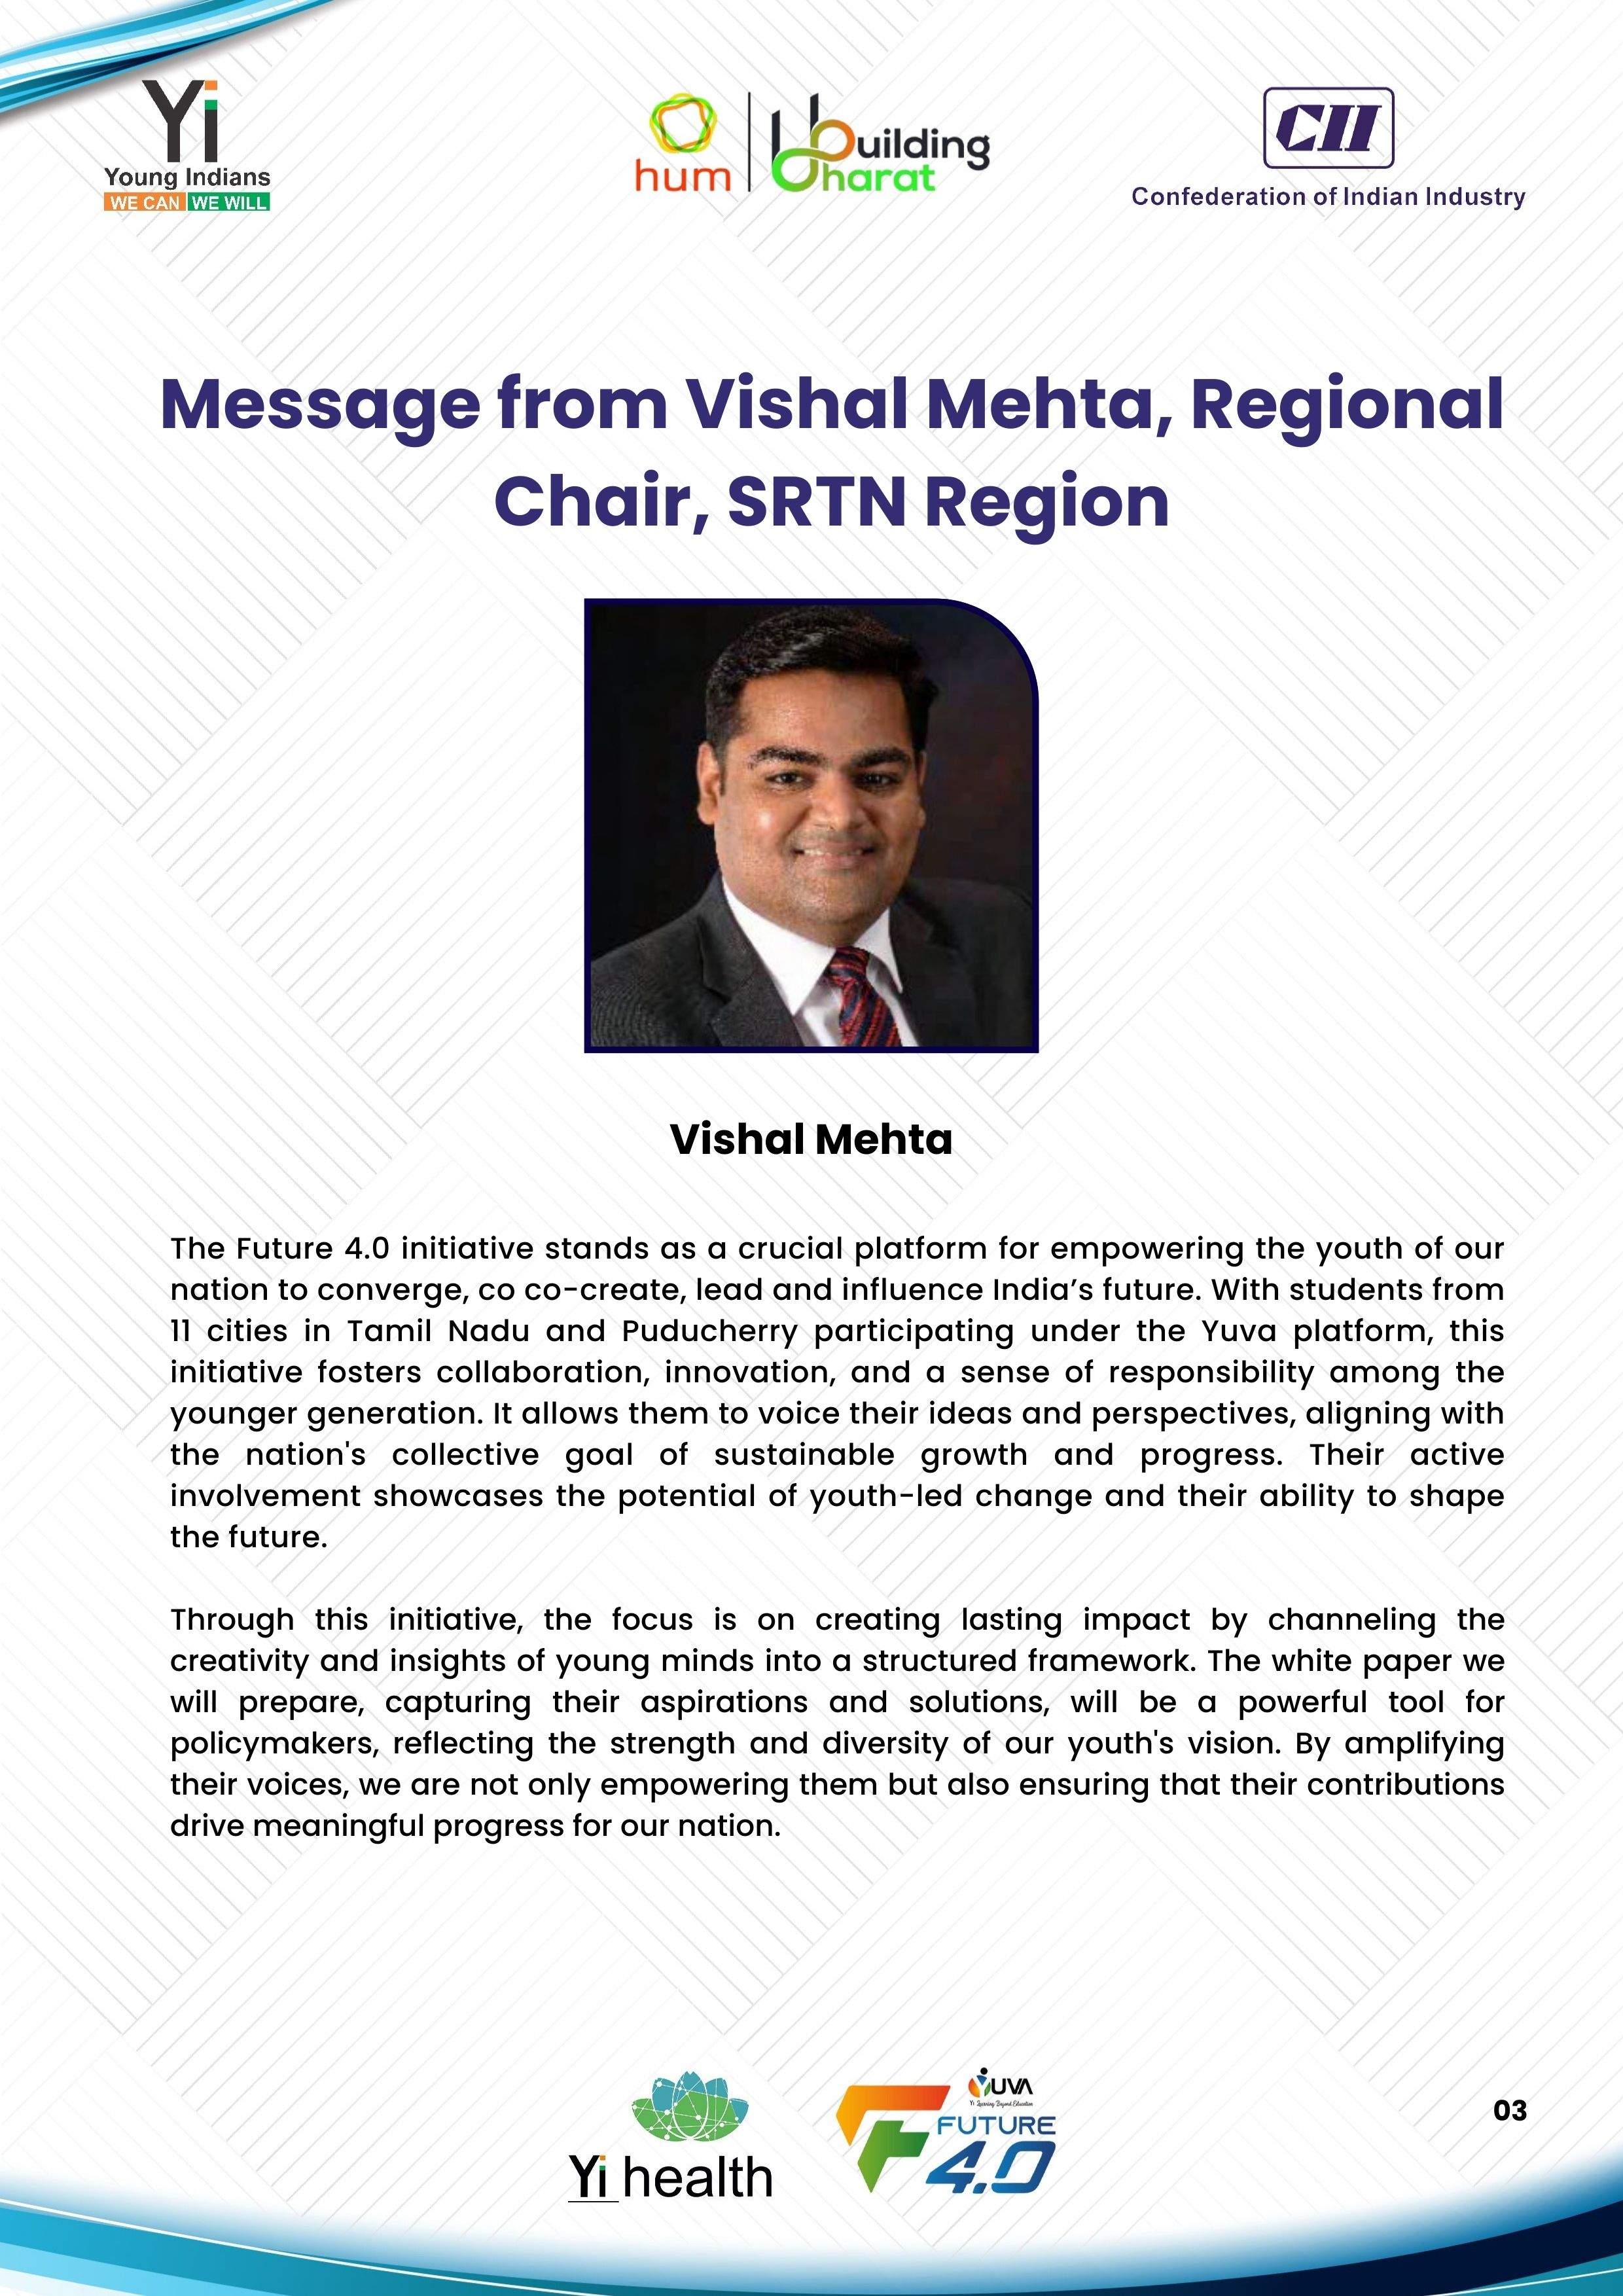 Yi
Young Indians
WE CAN WE WILL
hum
Building
Bharat
CII
Confederation of Indian Industry
Message from Vishal Mehta, Regional
Chair, SRTN Region
Vishal Mehta
The Future 4.0 initiative stands as a crucial platform for empowering the youth of our
nation to converge, co co-create, lead and influence India’s future. With students from
11 cities in Tamil Nadu and Puducherry participating under the Yuva platform, this
initiative fosters collaboration, innovation, and a sense of responsibility among the
younger generation. It allows them to voice their ideas and perspectives, aligning with
the nation's collective goal of sustainable growth and progress. Their active
involvement showcases the potential of youth-led change and their ability to shape
the future.
Through this initiative, the focus is on creating lasting impact by channeling the
creativity and insights of young minds into a structured framework. The white paper we
will prepare, capturing their aspirations and solutions, will be a powerful tool for
policymakers, reflecting the strength and diversity of our youth's vision. By amplifying
their voices, we are not only empowering them but also ensuring that their contributions
drive meaningful progress for our nation.
Yi health
YUVA
Yi Learning Beyond Education
FUTURE
4.0
03